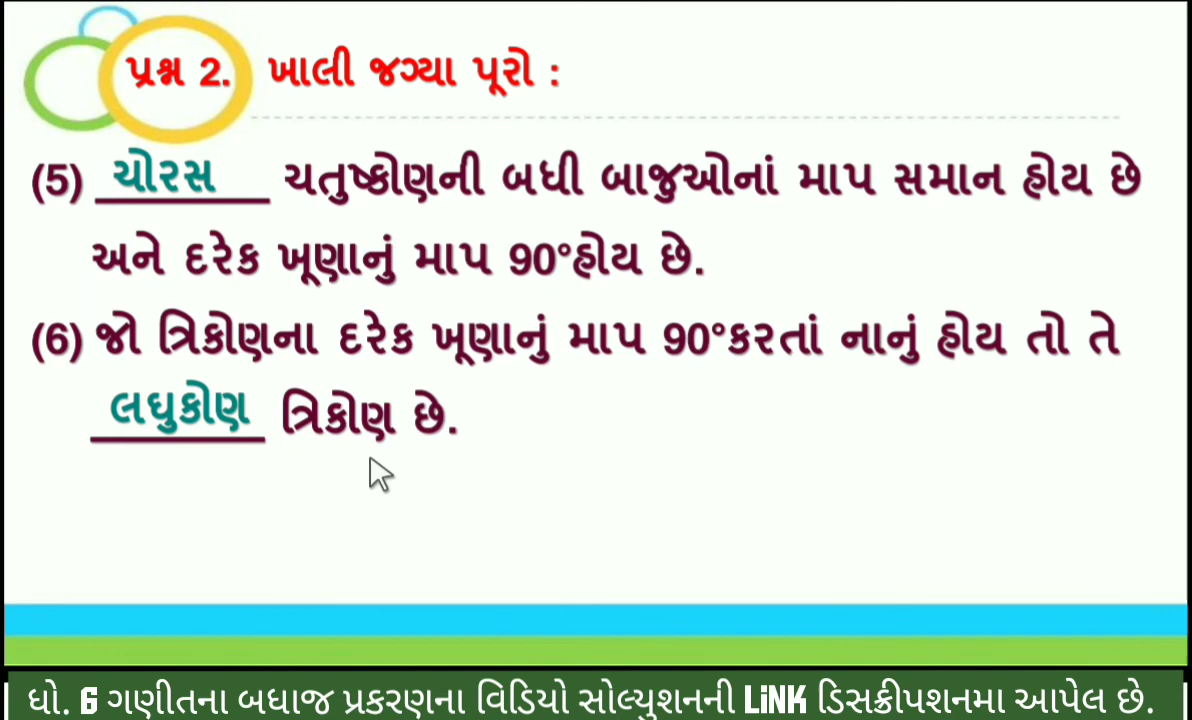 પ્રશ્ન 2. ખાલી જગ્યા પૂરો :
(5) ચોરસ ચતુષ્કોણની બધી બાજુઓનાં માપ સમાન હોય છે
અને દરેક ખૂણાનું માપ 90°હોય છે.
(6) જો ત્રિકોણના દરેક ખૂણાનું માપ 90°કરતાં નાનું હોય તો તે
લઘુકોણ ત્રિકોણ છે.
ધો. 6 ગણીતના બધાજ પ્રકરણના વિડિયો સોલ્યુશનની LiNK ડિસક્રીપશનમા આપેલ છે.